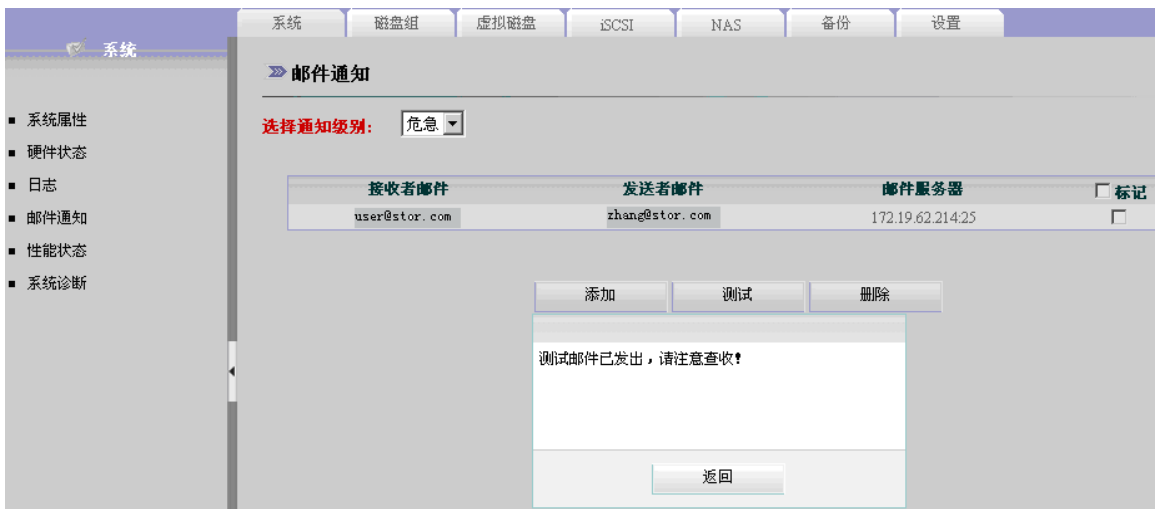 系统 磁盘组 虚拟磁盘 iSCSI NAS 备份 设置
系统
邮件通知
系统属性
选择通知级别: 危急
硬件状态
日志
接收者邮件 发送者邮件 邮件服务器 标记
邮件通知
user@stor.com zhang@stor.com 172.19.62.214:25
性能状态
系统诊断
添加 测试 删除
测试邮件已发出，请注意查收!
返回